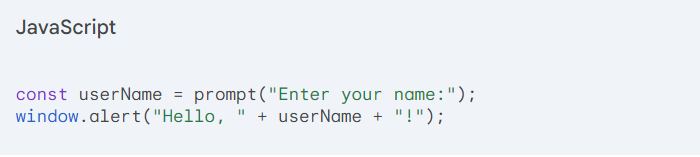 JavaScript
const userName = prompt("Enter your name:");
window.alert("Hello, " + userName + "!");